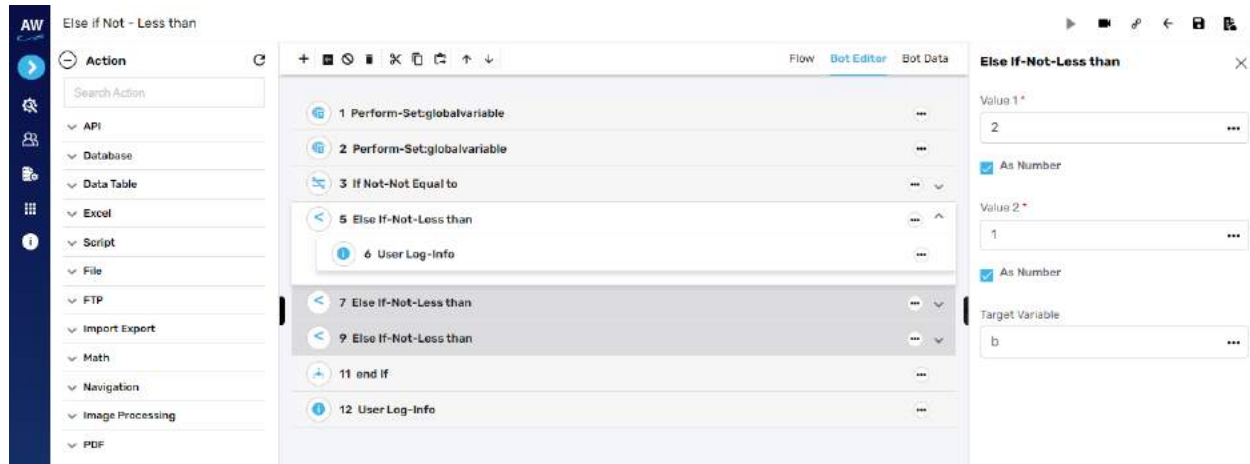 AW
Else if Not - Less than
Action
Search Action
API
Database
Data Table
Excel
Script
File
FTP
Import Export
Math
Navigation
Image Processing
PDF
Flow Bot Editor Bot Data
1 Perform-Set:globalvariable
2 Perform-Set:globalvariable
3 If Not-Not Equal to
5 Else If-Not-Less than
6 User Log-Info
7 Else If-Not-Less than
9 Else If-Not-Less than
11 end If
12 User Log-Info
Else If-Not-Less than
Value 1 *
2
As Number
Value 2 *
1
As Number
Target Variable
b